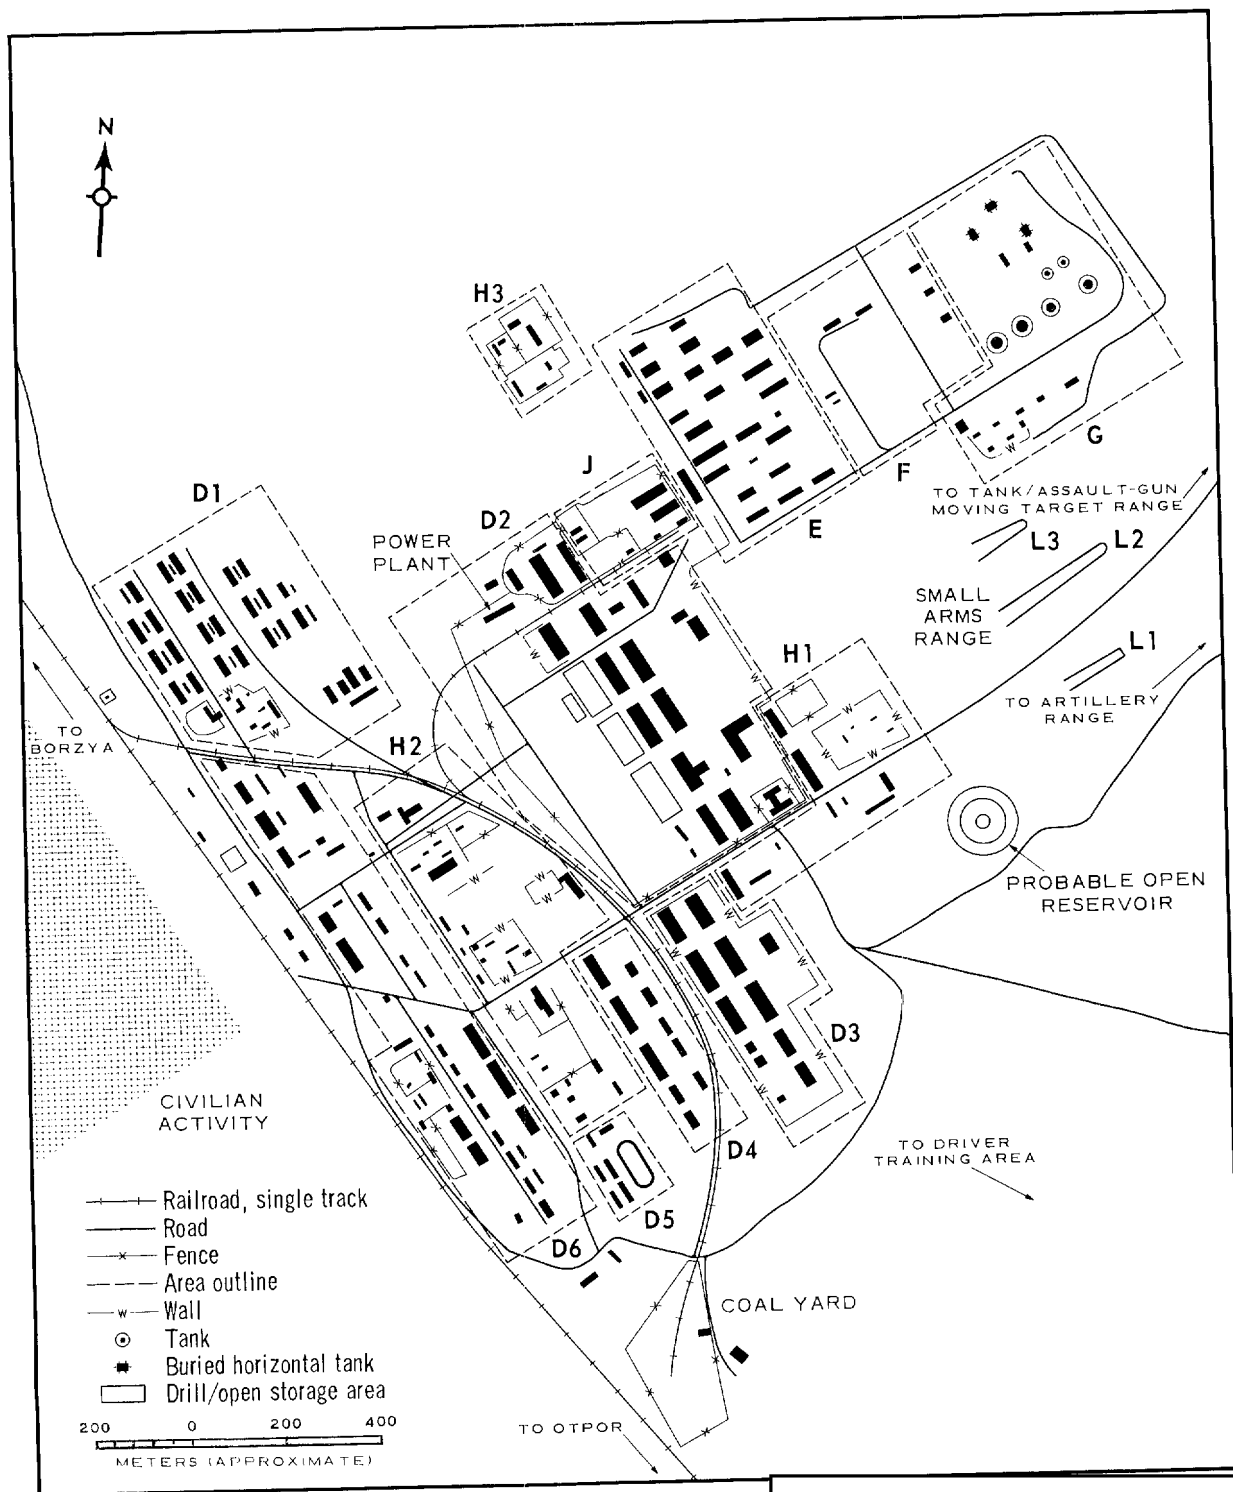 N
H3
J
D1
D2
POWER
PLANT
E
F
G
TO TANK/ASSAULT-GUN
MOVING TARGET RANGE
L3
L2
SMALL
ARMS
RANGE
L1
H1
TO ARTILLERY
RANGE
TO
BORZYA
H2
PROBABLE OPEN
RESERVOIR
D3
CIVILIAN
ACTIVITY
TO DRIVER
TRAINING AREA
D4
D5
D6
COAL YARD
TO OTPOR
Railroad, single track
Road
x Fence
Area outline
w Wall
Tank
Buried horizontal tank
Drill/open storage area
200 0 200 400
METERS (APPROXIMATE)